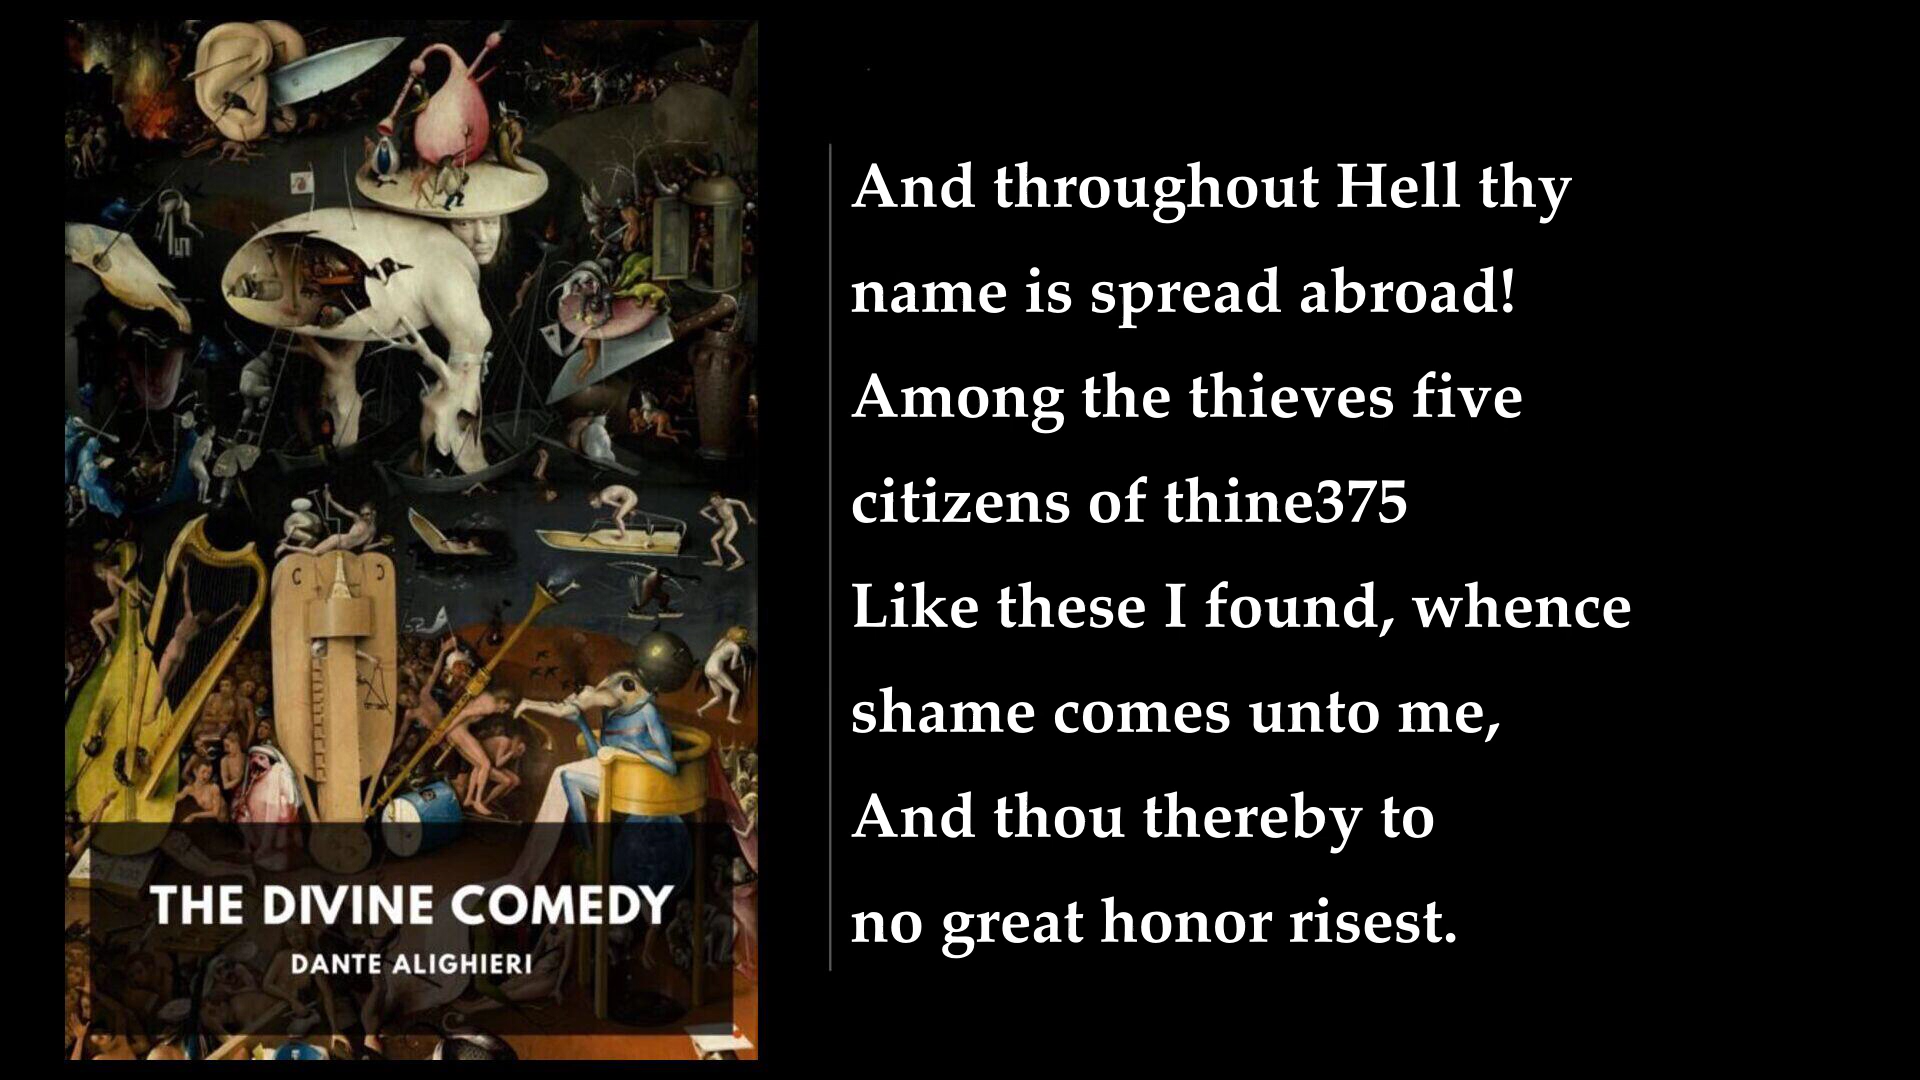 THE DIVINE COMEDY
DANTE ALIGHIERI
And throughout Hell thy
name is spread abroad!
Among the thieves five
citizens of thine375
Like these I found, whence
shame comes unto me,
And thou thereby to
no great honor risest.